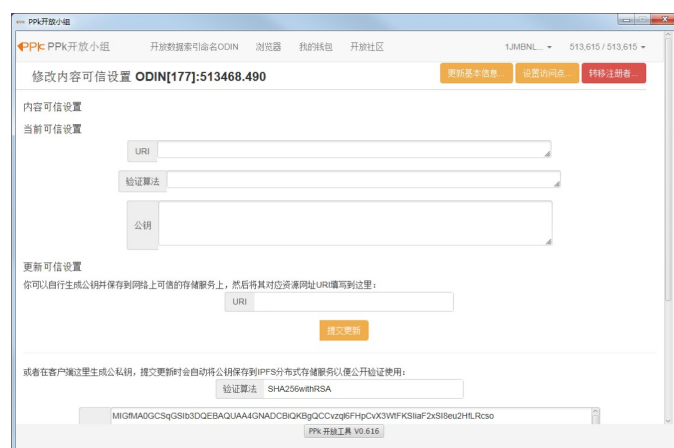 PPk开放小组
PPk PPk开放小组 开放数据索引命名ODIN 浏览器 我的钱包 开放社区 1JMBNL... 513,615 / 513,615
修改内容可信设置 ODIN[177]:513468.490 更新基本信息... 设置访问点... 转移注册者...
内容可信设置
当前可信设置
URI
验证算法
公钥
更新可信设置
你可以自行生成公钥并保存到网络上可信的存储服务上，然后将其对应资源网址URI填写到这里：
URI
提交更新
或者在客户端这里生成公私钥，提交更新时会自动将公钥保存到IPFS分布式存储服务以便公开验证使用：
验证算法 SHA256withRSA
MIGfMA0GCSqGSIb3DQEBAQUAA4GNADCBiQKBgQCCvzql6FHpCvX3WtFKSIiaF2xSI8eu2HfLRcso
PPk 开放工具 V0.616